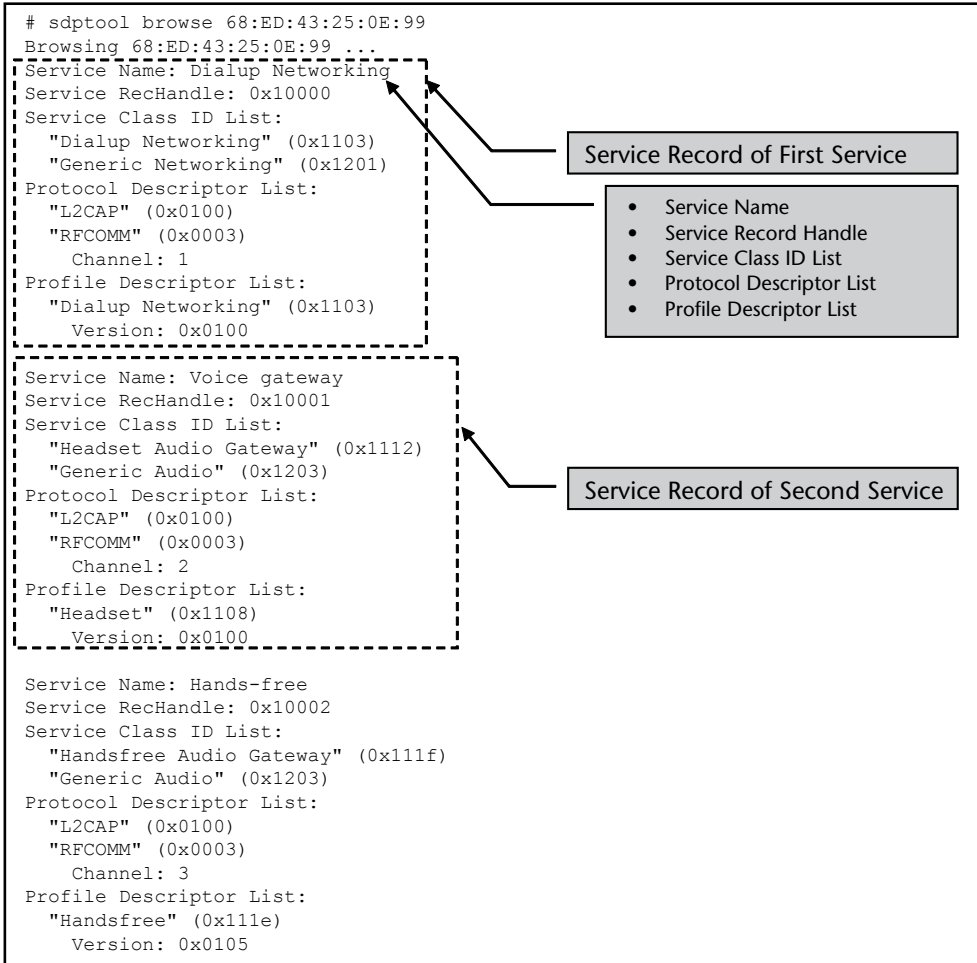 # sdptool browse 68:ED:43:25:0E:99
Browsing 68:ED:43:25:0E:99 ...
Service Name: Dialup Networking
Service RecHandle: 0x10000
Service Class ID List:
  "Dialup Networking" (0x1103)
  "Generic Networking" (0x1201)
Protocol Descriptor List:
  "L2CAP" (0x0100)
  "RFCOMM" (0x0003)
    Channel: 1
Profile Descriptor List:
  "Dialup Networking" (0x1103)
    Version: 0x0100
Service Record of First Service
• Service Name
• Service Record Handle
• Service Class ID List
• Protocol Descriptor List
• Profile Descriptor List
Service Name: Voice gateway
Service RecHandle: 0x10001
Service Class ID List:
  "Headset Audio Gateway" (0x1112)
  "Generic Audio" (0x1203)
Protocol Descriptor List:
  "L2CAP" (0x0100)
  "RFCOMM" (0x0003)
    Channel: 2
Profile Descriptor List:
  "Headset" (0x1108)
    Version: 0x0100
Service Record of Second Service
Service Name: Hands-free
Service RecHandle: 0x10002
Service Class ID List:
  "Handsfree Audio Gateway" (0x111f)
  "Generic Audio" (0x1203)
Protocol Descriptor List:
  "L2CAP" (0x0100)
  "RFCOMM" (0x0003)
    Channel: 3
Profile Descriptor List:
  "Handsfree" (0x111e)
    Version: 0x0105